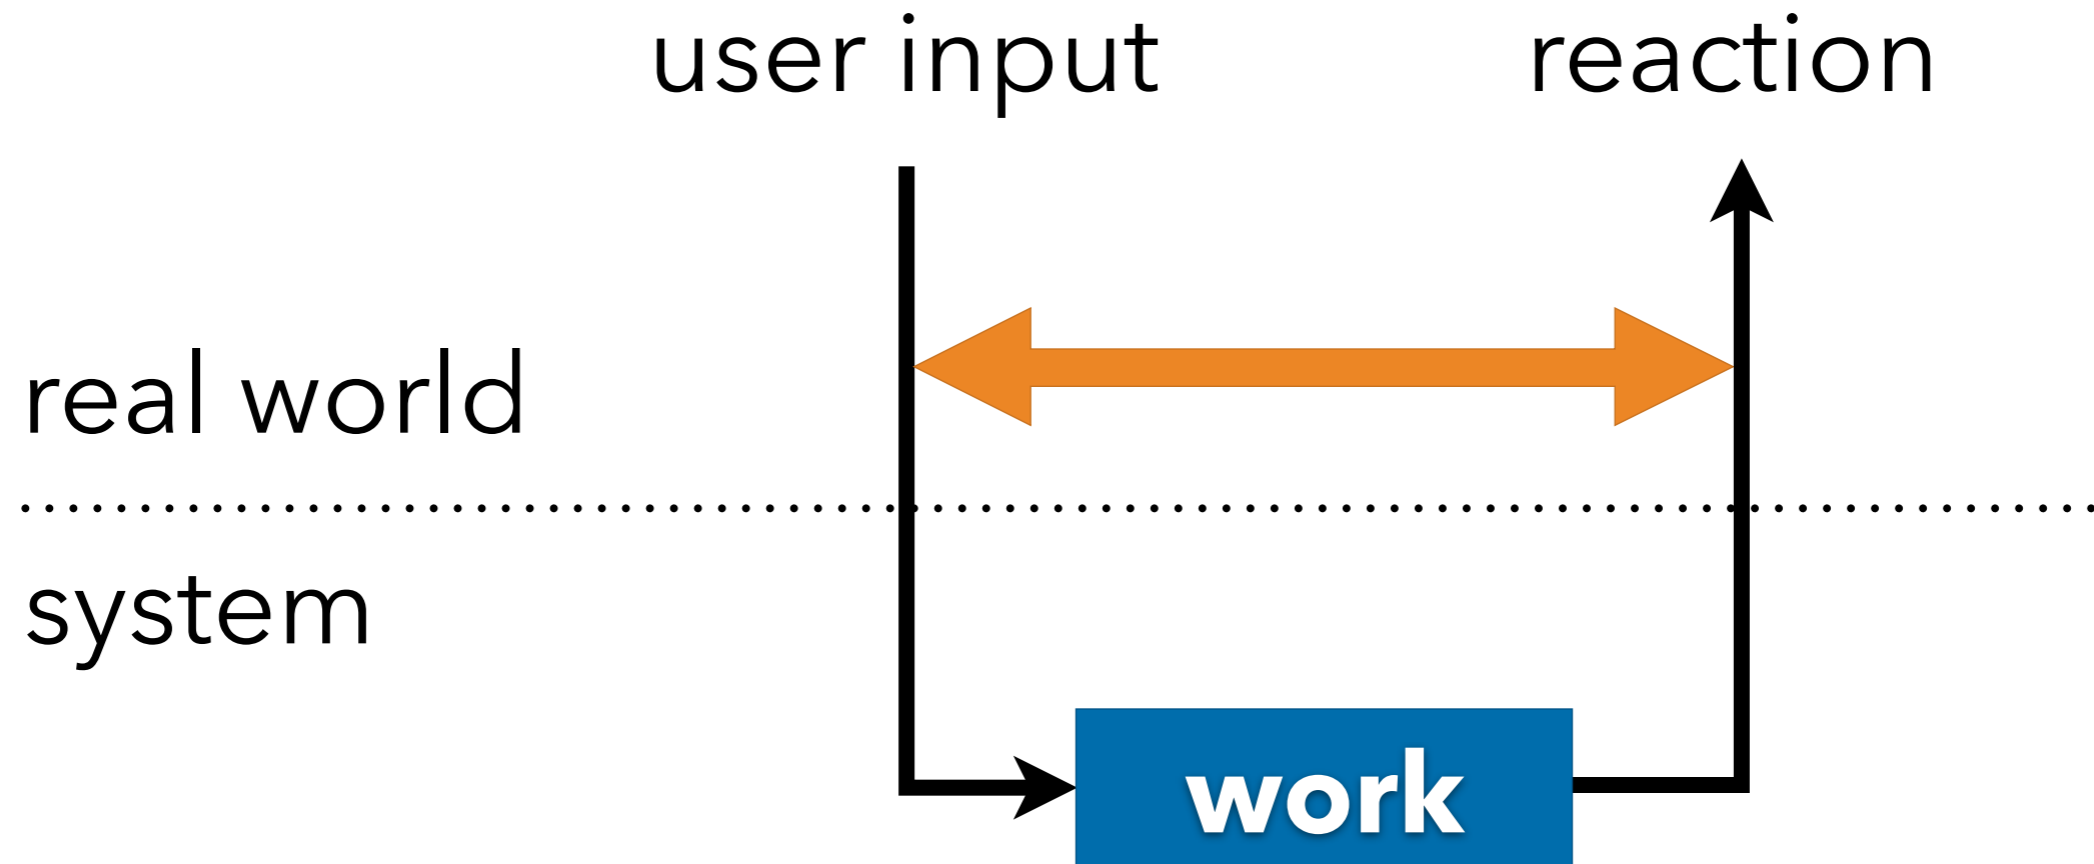 user input
reaction
real world
system
work